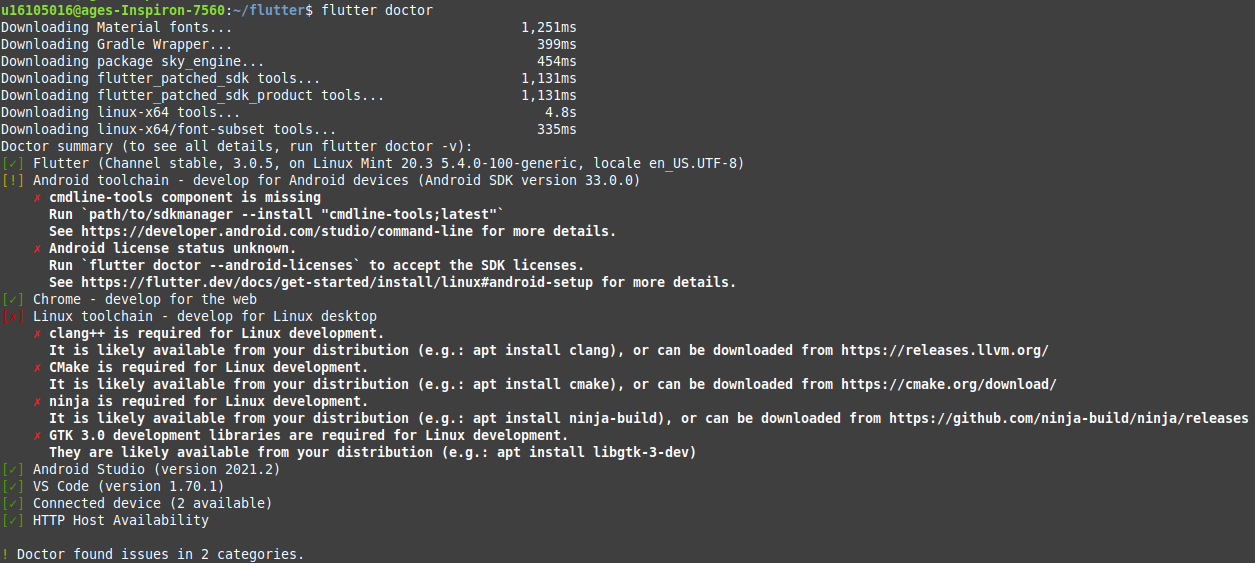 u16105016@ages-Inspiron-7560:~/flutter$ flutter doctor
Downloading Material fonts... 1,251ms
Downloading Gradle Wrapper... 399ms
Downloading package sky_engine... 454ms
Downloading flutter_patched_sdk tools... 1,131ms
Downloading flutter_patched_sdk_product tools... 1,131ms
Downloading linux-x64 tools... 4.8s
Downloading linux-x64/font-subset tools... 335ms
Doctor summary (to see all details, run flutter doctor -v):
[✓] Flutter (Channel stable, 3.0.5, on Linux Mint 20.3 5.4.0-100-generic, locale en_US.UTF-8)
[!] Android toolchain - develop for Android devices (Android SDK version 33.0.0)
✗ cmdline-tools component is missing
Run `path/to/sdkmanager --install "cmdline-tools;latest"`
See https://developer.android.com/studio/command-line for more details.
✗ Android license status unknown.
Run `flutter doctor --android-licenses` to accept the SDK licenses.
See https://flutter.dev/docs/get-started/install/linux#android-setup for more details.
[✓] Chrome - develop for the web
[✗] Linux toolchain - develop for Linux desktop
✗ clang++ is required for Linux development.
It is likely available from your distribution (e.g.: apt install clang), or can be downloaded from https://releases.llvm.org/
✗ CMake is required for Linux development.
It is likely available from your distribution (e.g.: apt install cmake), or can be downloaded from https://cmake.org/download/
✗ ninja is required for Linux development.
It is likely available from your distribution (e.g.: apt install ninja-build), or can be downloaded from https://github.com/ninja-build/ninja/releases
✗ GTK 3.0 development libraries are required for Linux development.
They are likely available from your distribution (e.g.: apt install libgtk-3-dev)
[✓] Android Studio (version 2021.2)
[✓] VS Code (version 1.70.1)
[✓] Connected device (2 available)
[✓] HTTP Host Availability
! Doctor found issues in 2 categories.